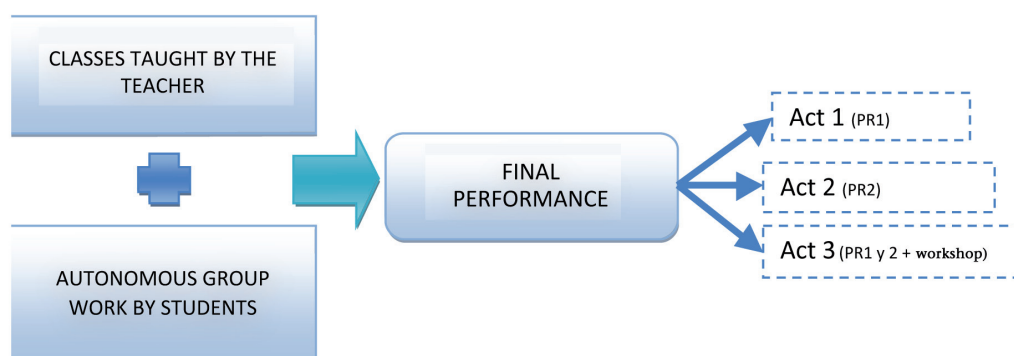 CLASSES TAUGHT BY THE
TEACHER
AUTONOMOUS GROUP
WORK BY STUDENTS
FINAL
PERFORMANCE
Act 1 (PR1)
Act 2 (PR2)
Act 3 (PR1 y 2 + workshop)